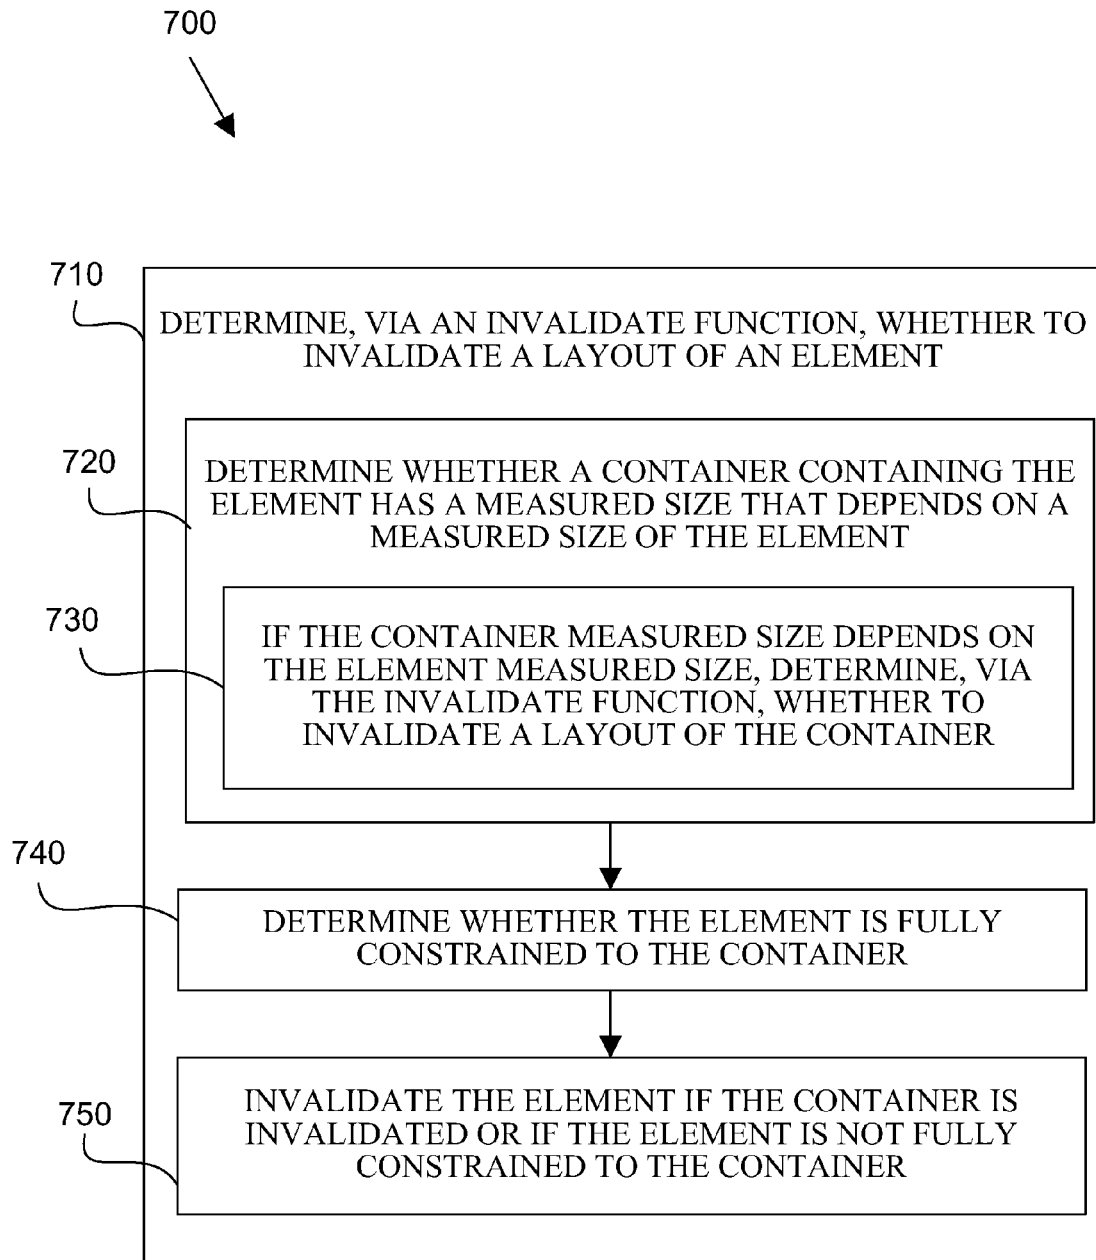 700
710
DETERMINE, VIA AN INVALIDATE FUNCTION, WHETHER TO
INVALIDATE A LAYOUT OF AN ELEMENT
720
DETERMINE WHETHER A CONTAINER CONTAINING THE
ELEMENT HAS A MEASURED SIZE THAT DEPENDS ON A
MEASURED SIZE OF THE ELEMENT
730
IF THE CONTAINER MEASURED SIZE DEPENDS ON
THE ELEMENT MEASURED SIZE, DETERMINE, VIA
THE INVALIDATE FUNCTION, WHETHER TO
INVALIDATE A LAYOUT OF THE CONTAINER
740
DETERMINE WHETHER THE ELEMENT IS FULLY
CONSTRAINED TO THE CONTAINER
750
INVALIDATE THE ELEMENT IF THE CONTAINER IS
INVALIDATED OR IF THE ELEMENT IS NOT FULLY
CONSTRAINED TO THE CONTAINER